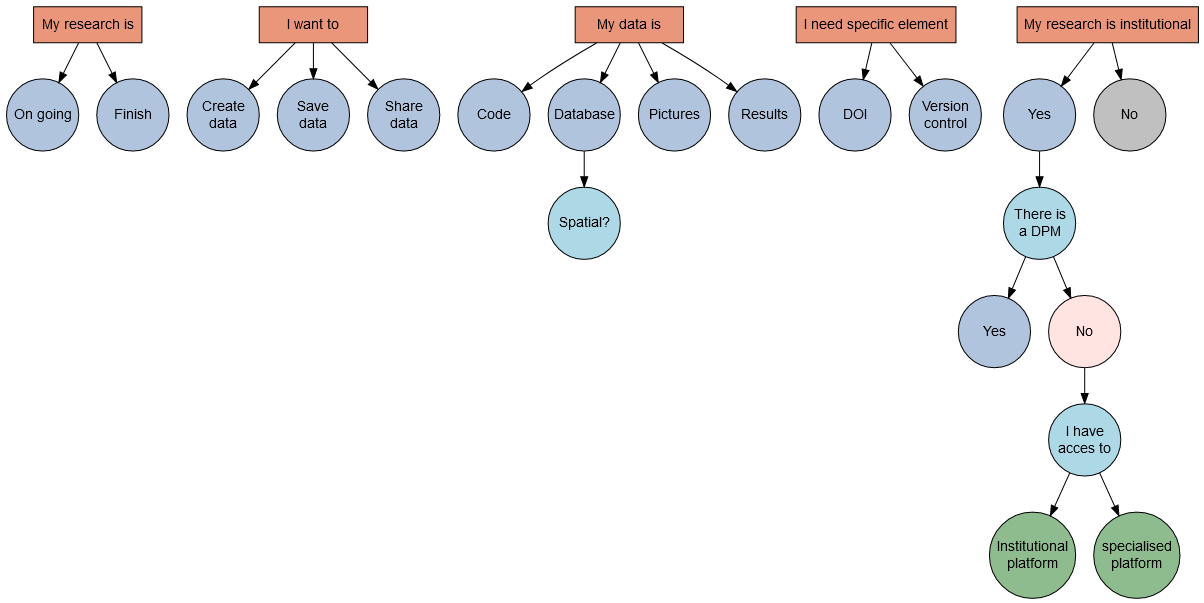 My research is
I want to
My data is
I need specific element
My research is institutional
On going
Finish
Create
data
Save
data
Share
data
Code
Database
Pictures
Results
DOI
Version
control
Yes
No
Spatial?
There is
a DPM
Yes
No
I have
acces to
Institutional
platform
specialised
platform